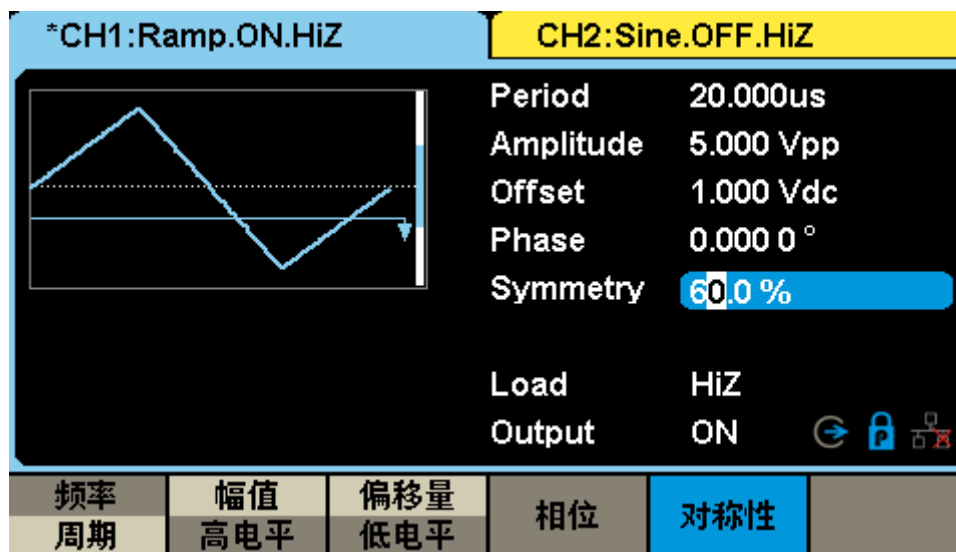 *CH1:Ramp.ON.HiZ CH2:Sine.OFF.HiZ
Period 20.000us
Amplitude 5.000 Vpp
Offset 1.000 Vdc
Phase 0.000 0 °
Symmetry 60.0 %
Load HiZ
Output ON
频率 幅值 偏移量 相位 对称性
周期 高电平 低电平